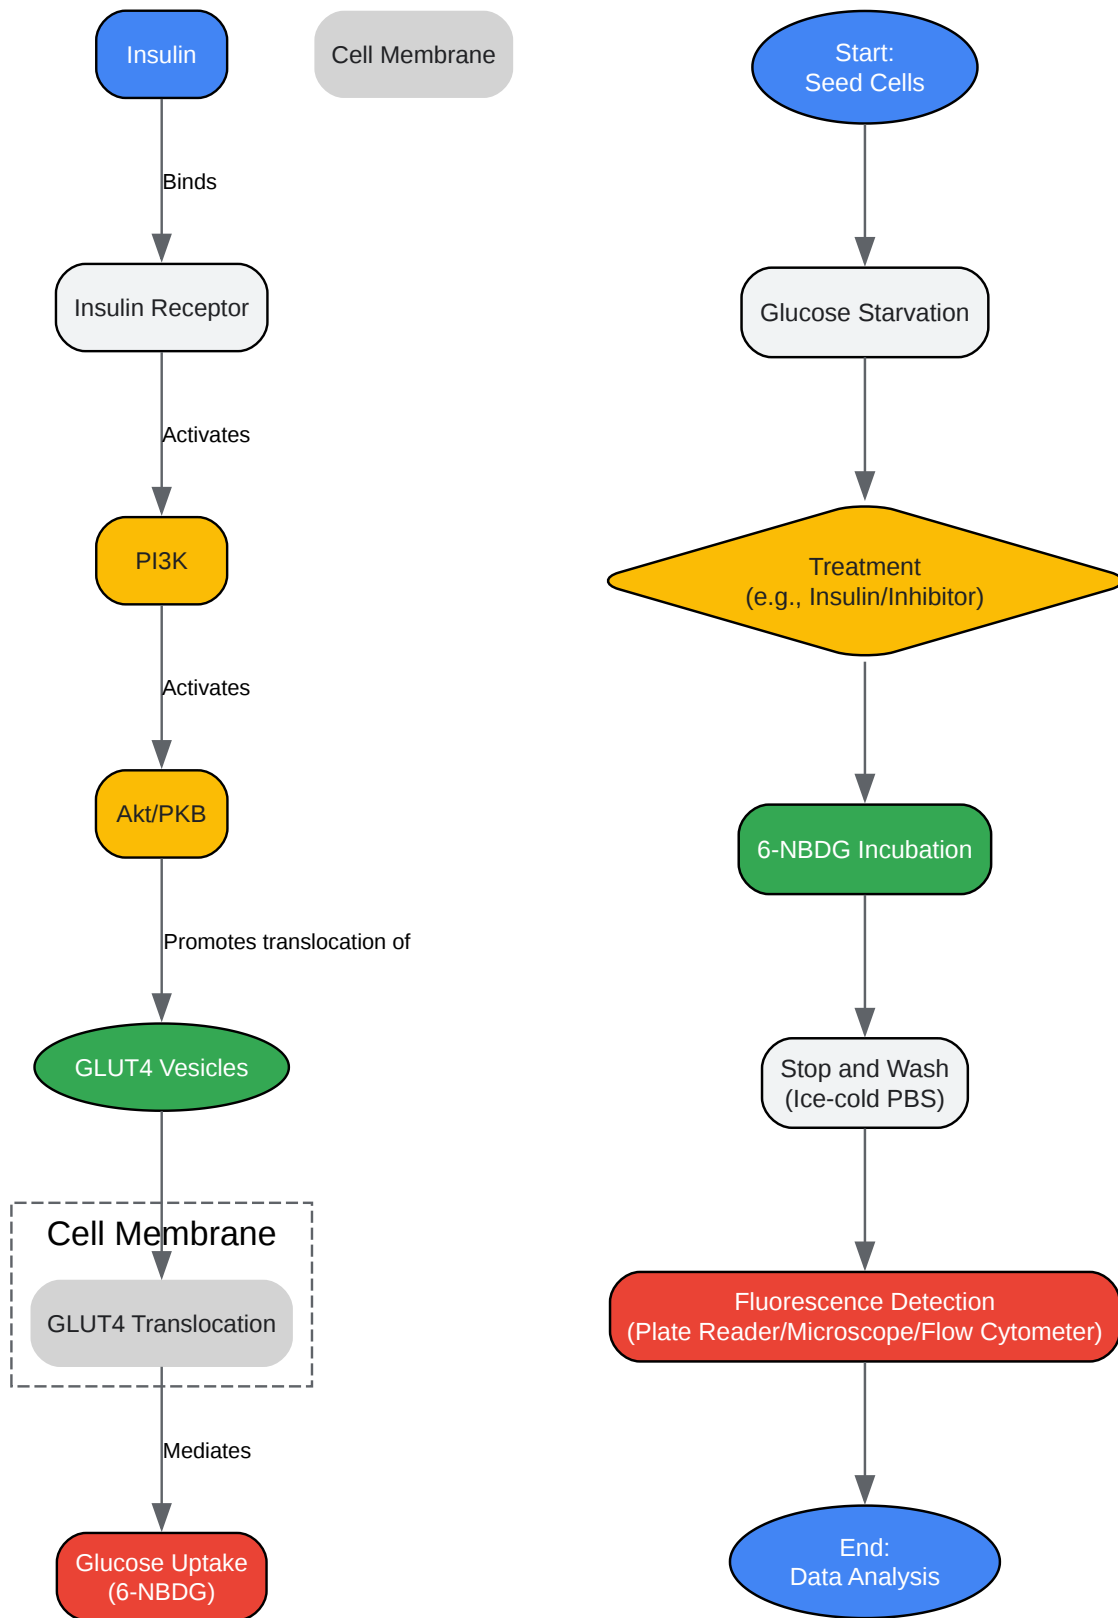 Insulin
Cell Membrane
Binds
Insulin Receptor
Activates
PI3K
Activates
Akt/PKB
Promotes translocation of
GLUT4 Vesicles
Cell Membrane
GLUT4 Translocation
Mediates
Glucose Uptake
(6-NBDG)
Start:
Seed Cells
Glucose Starvation
Treatment
(e.g., Insulin/Inhibitor)
6-NBDG Incubation
Stop and Wash
(Ice-cold PBS)
Fluorescence Detection
(Plate Reader/Microscope/Flow Cytometer)
End:
Data Analysis